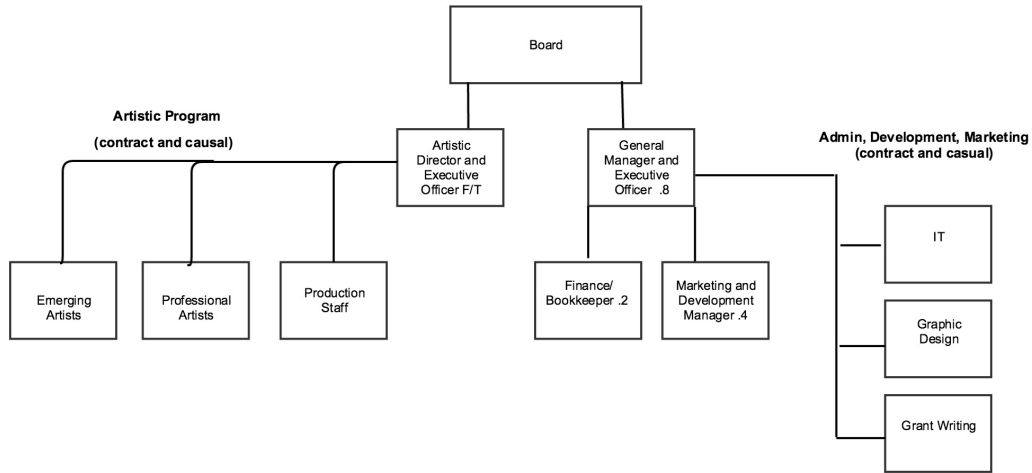 Board
Artistic Program
(contract and causal)
Artistic
Director and
Executive
Officer F/T
General
Manager and
Executive
Officer .8
Admin, Development, Marketing
(contract and casual)
Emerging
Artists
Professional
Artists
Production
Staff
Finance/
Bookkeeper .2
Marketing and
Development
Manager .4
IT
Graphic
Design
Grant Writing